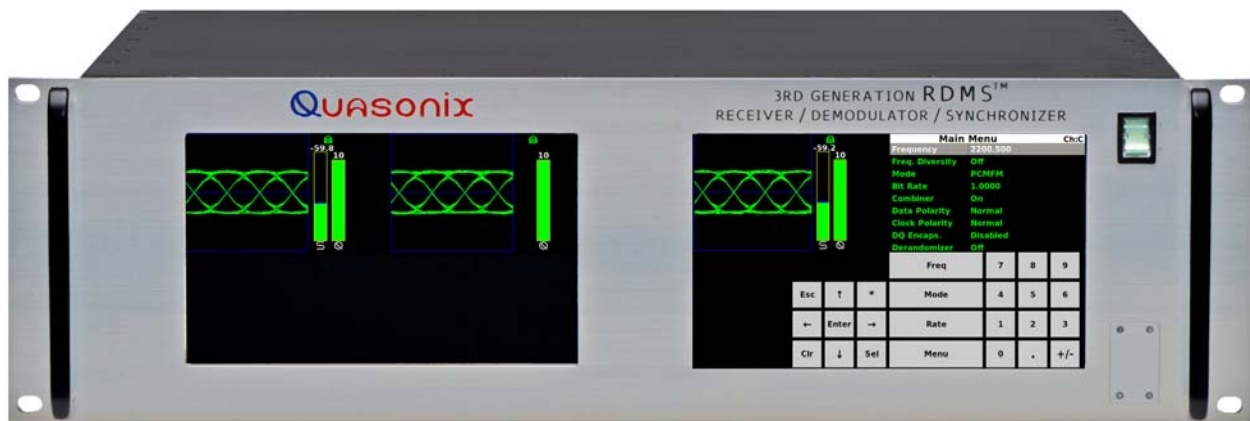 Quasonix
3RD GENERATION RDMS™
RECEIVER / DEMODULATOR / SYNCHRONIZER
-59.8
10
S
Q
10
Q
-59.2
10
S
Q
Main Menu Ch:C
Frequency 2200.500
Freq. Diversity Off
Mode PCMFM
Bit Rate 1.0000
Combiner On
Data Polarity Normal
Clock Polarity Normal
DQ Encaps. Disabled
Derandomizer Off
Freq 7 8 9
Esc ↑ * Mode 4 5 6
← Enter → Rate 1 2 3
Clr ↓ Sel Menu 0 . +/-